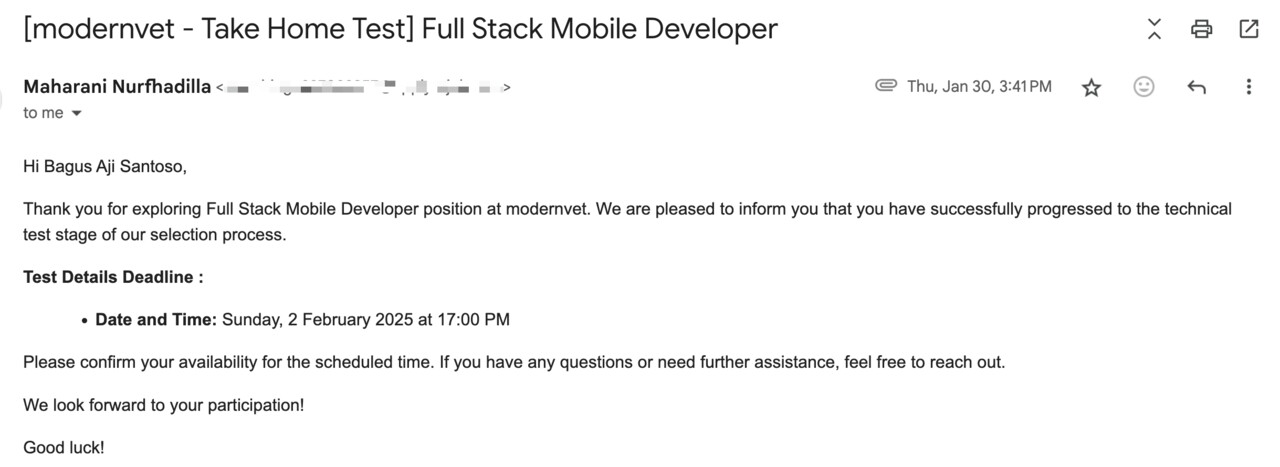 [modernvet - Take Home Test] Full Stack Mobile Developer
Maharani Nurfhadilla < > Thu, Jan 30, 3:41 PM
to me
Hi Bagus Aji Santoso,
Thank you for exploring Full Stack Mobile Developer position at modernvet. We are pleased to inform you that you have successfully progressed to the technical
test stage of our selection process.
Test Details Deadline :
• Date and Time: Sunday, 2 February 2025 at 17:00 PM
Please confirm your availability for the scheduled time. If you have any questions or need further assistance, feel free to reach out.
We look forward to your participation!
Good luck!